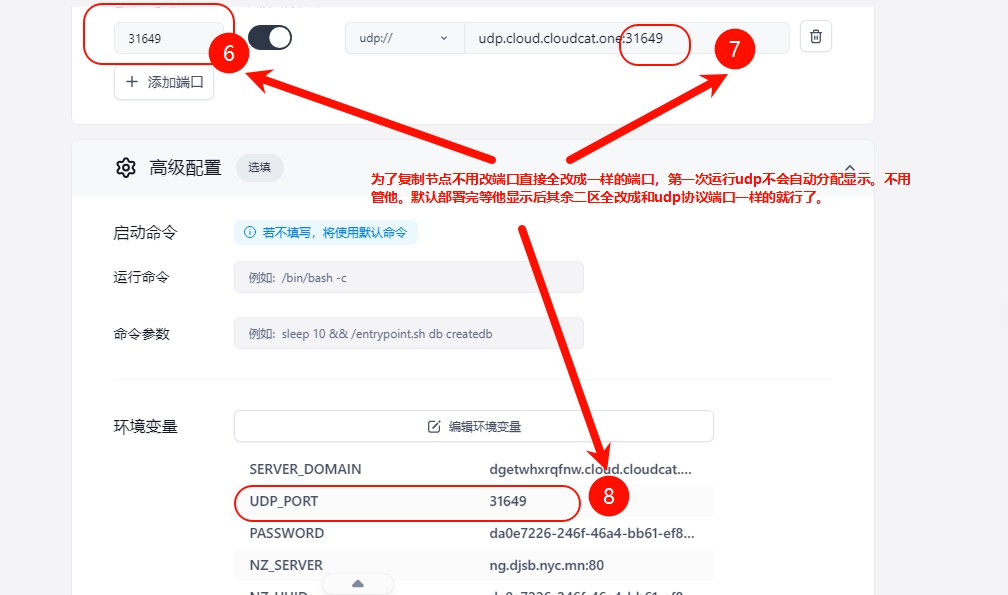 31649
udp://
udp.cloud.cloudcat.one:31649
6
7
添加端口
高级配置
选填
为了复制节点不用改端口直接全改成一样的端口，第一次运行udp不会自动分配显示。不用
管他。默认部署完等他显示后其余二区全改成和udp协议端口一样的就行了。
启动命令
若不填写，将使用默认命令
运行命令
例如: /bin/bash -c
命令参数
例如: sleep 10 && /entrypoint.sh db createdb
环境变量
编辑环境变量
SERVER_DOMAIN dgetwhxrqfnw.cloud.cloudcat....
UDP_PORT 31649
8
PASSWORD da0e7226-246f-46a4-bb61-ef8...
NZ_SERVER ng.djsb.nyc.mn:80